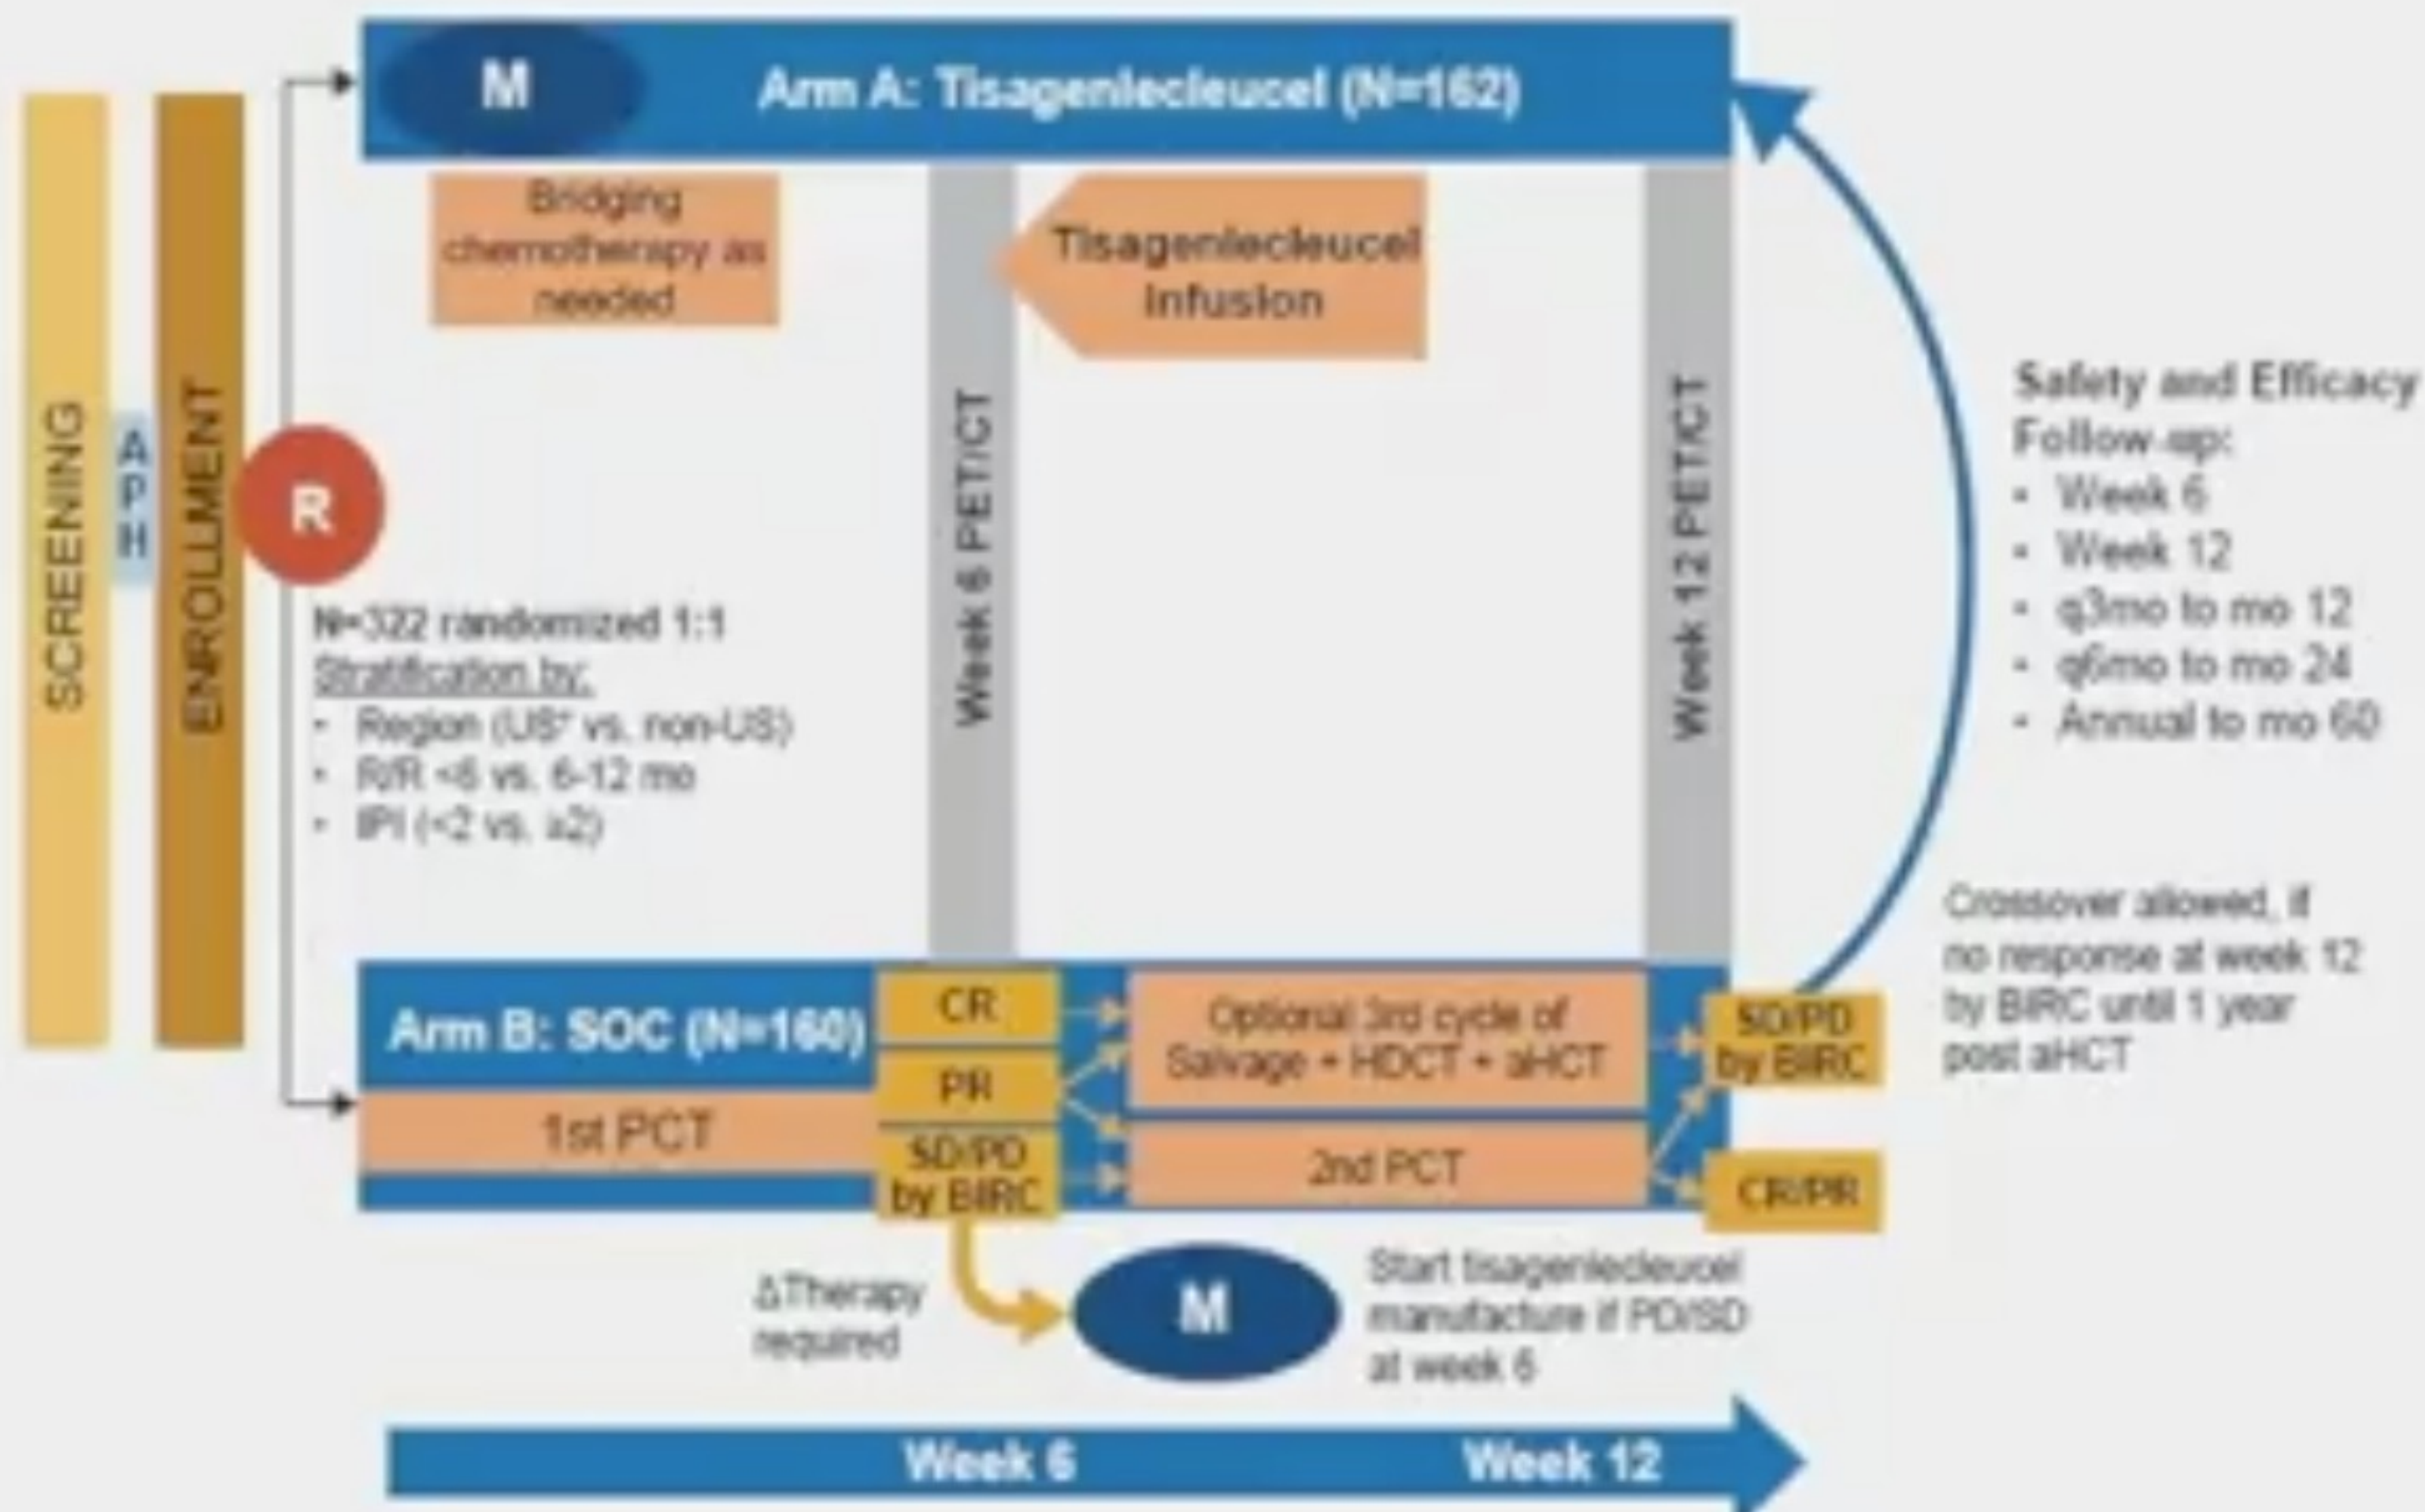 M
Arm A: Tisagenlecleucel (N=162)
Bridging
chemotherapy as
needed
Tisagenlecleucel
infusion
SCREENING
A
P
H
ENROLLMENT
R
N=322 randomized 1:1
Stratification by:
• Region (US* vs. non-US)
• R/R <6 vs. 6-12 mo
• IPI (<2 vs. ≥2)
Week 6 PET/CT
Week 12 PET/CT
Safety and Efficacy
Follow-up:
• Week 6
• Week 12
• q3mo to mo 12
• q6mo to mo 24
• Annual to mo 60
Crossover allowed, if
no response at week 12
by BIRC until 1 year
post aHCT
Arm B: SOC (N=160)
1st PCT
CR
PR
SD/PD
by BIRC
Optional 3rd cycle of
Salvage + HDCT + aHCT
2nd PCT
SD/PD
by BIRC
CR/PR
ΔTherapy
required
M
Start tisagenlecleucel
manufacture if PD/SD
at week 6
Week 6
Week 12